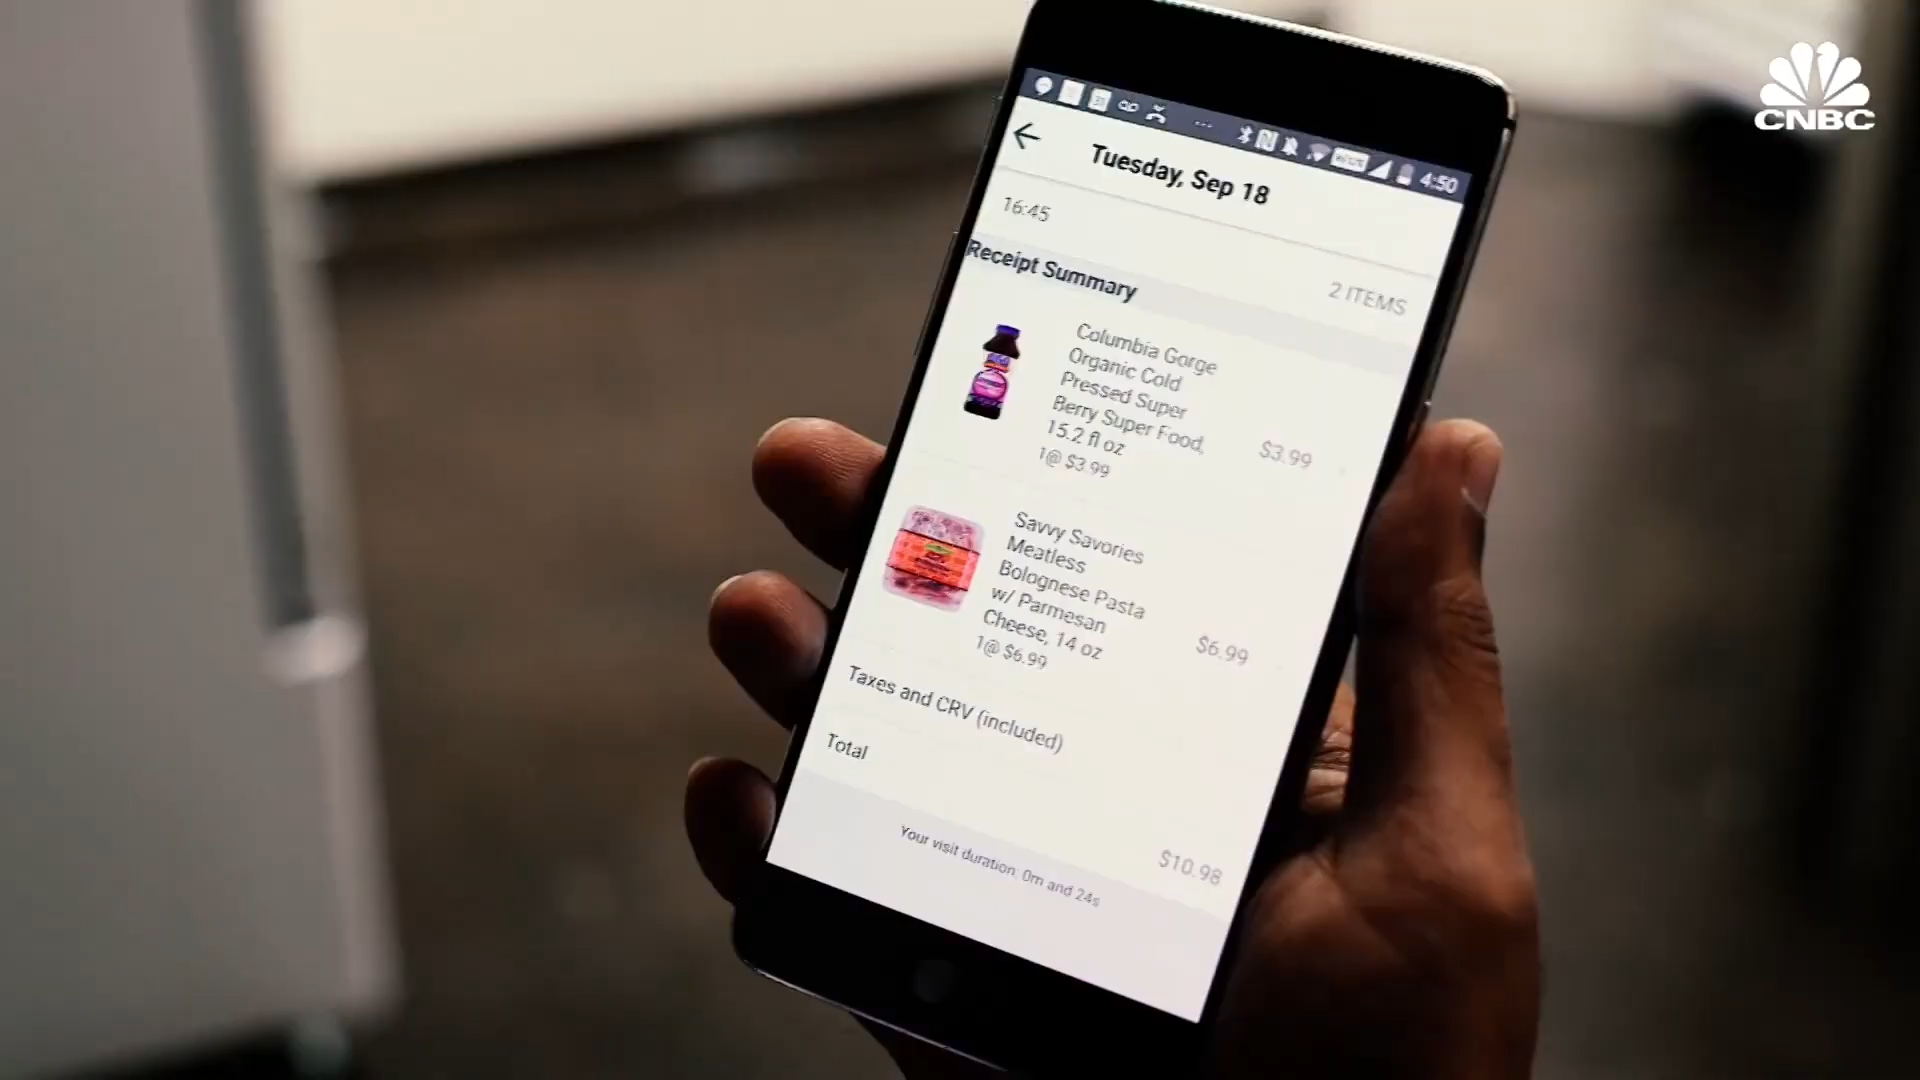 CNBC
4:50
Tuesday, Sep 18
16:45
Receipt Summary
2 ITEMS
Columbia Gorge
Organic Cold
Pressed Super
Berry Super Food,
15.2 fl oz
1@ $3.99
$3.99
Savvy Savories
Meatless
Bolognese Pasta
w/ Parmesan
Cheese, 14 oz
1@ $6.99
$6.99
Taxes and CRV (included)
Total
$10.98
Your visit duration: 0m and 24s